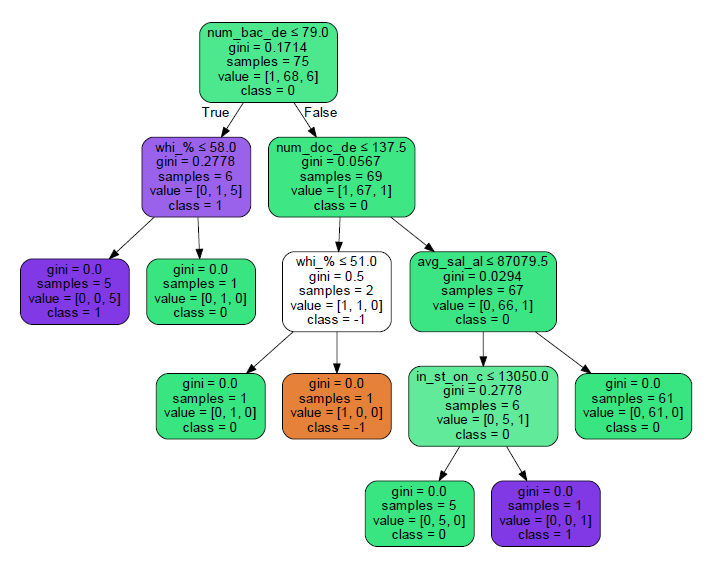 num_bac_de ≤ 79.0
gini = 0.1714
samples = 75
value = [1, 68, 6]
class = 0
True
False
whi_% ≤ 58.0
gini = 0.2778
samples = 6
value = [0, 1, 5]
class = 1
num_doc_de ≤ 137.5
gini = 0.0567
samples = 69
value = [1, 67, 1]
class = 0
gini = 0.0
samples = 5
value = [0, 0, 5]
class = 1
gini = 0.0
samples = 1
value = [0, 1, 0]
class = 0
whi_% ≤ 51.0
gini = 0.5
samples = 2
value = [1, 1, 0]
class = -1
avg_sal_al ≤ 87079.5
gini = 0.0294
samples = 67
value = [0, 66, 1]
class = 0
gini = 0.0
samples = 1
value = [0, 1, 0]
class = 0
gini = 0.0
samples = 1
value = [1, 0, 0]
class = -1
in_st_on_c ≤ 13050.0
gini = 0.2778
samples = 6
value = [0, 5, 1]
class = 0
gini = 0.0
samples = 61
value = [0, 61, 0]
class = 0
gini = 0.0
samples = 5
value = [0, 5, 0]
class = 0
gini = 0.0
samples = 1
value = [0, 0, 1]
class = 1